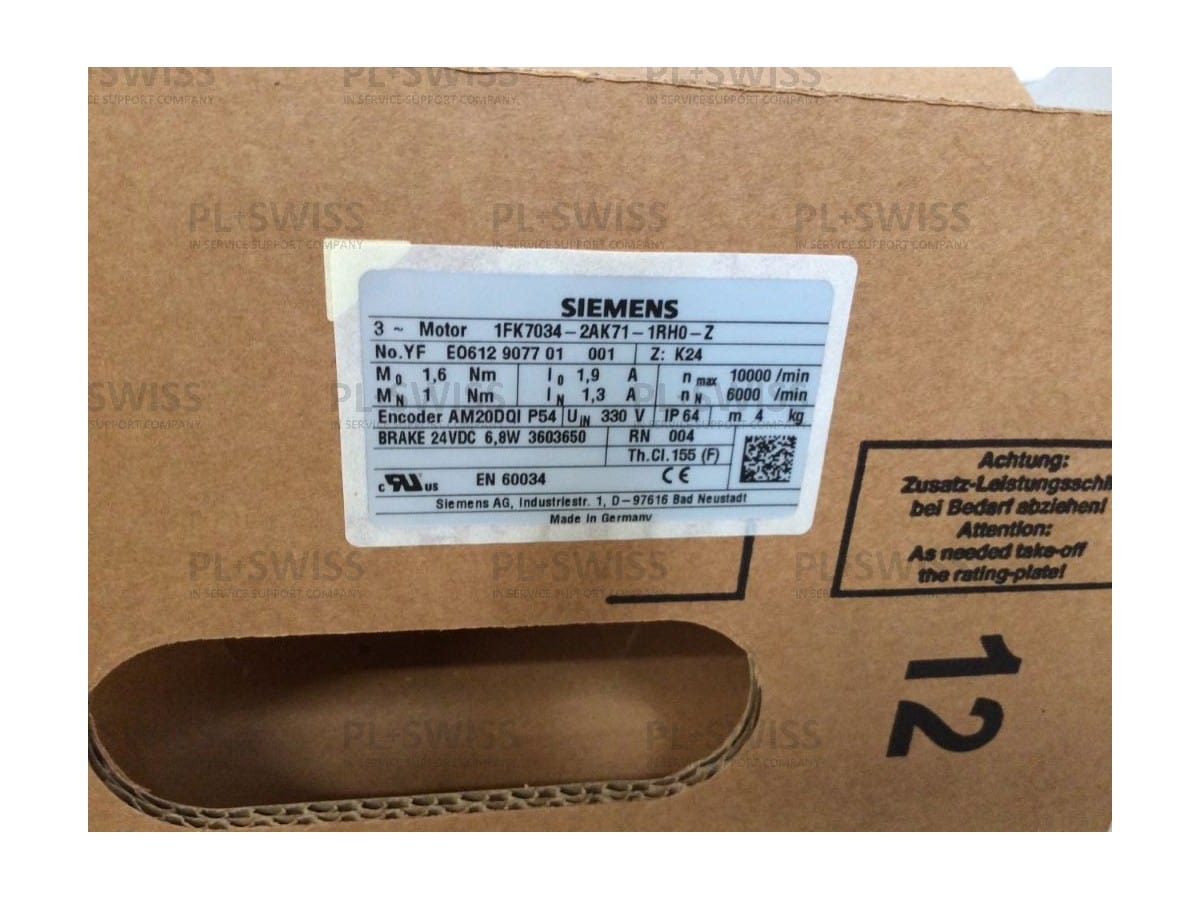 PL+SWISS
IN SERVICE SUPPORT COMPANY
SIEMENS
3 ~ Motor 1FK7034-2AK71-1RH0-Z
No.YF E0612 9077 01 001 Z: K24
M0 1,6 Nm I0 1,9 A n max 10000 /min
MN 1 Nm IN 1,3 A nN 6000 /min
Encoder AM20DQI P54 UIN 330 V IP 64 m 4 kg
BRAKE 24VDC 6,8W 3603650 RN 004
Th.Cl.155 (F)
c RU us EN 60034 CE
Siemens AG, Industriestr. 1, D-97616 Bad Neustadt
Made in Germany
Achtung:
Zusatz-Leistungsschi
bei Bedarf abziehen!
Attention:
As needed take-off
the rating-plate!
12